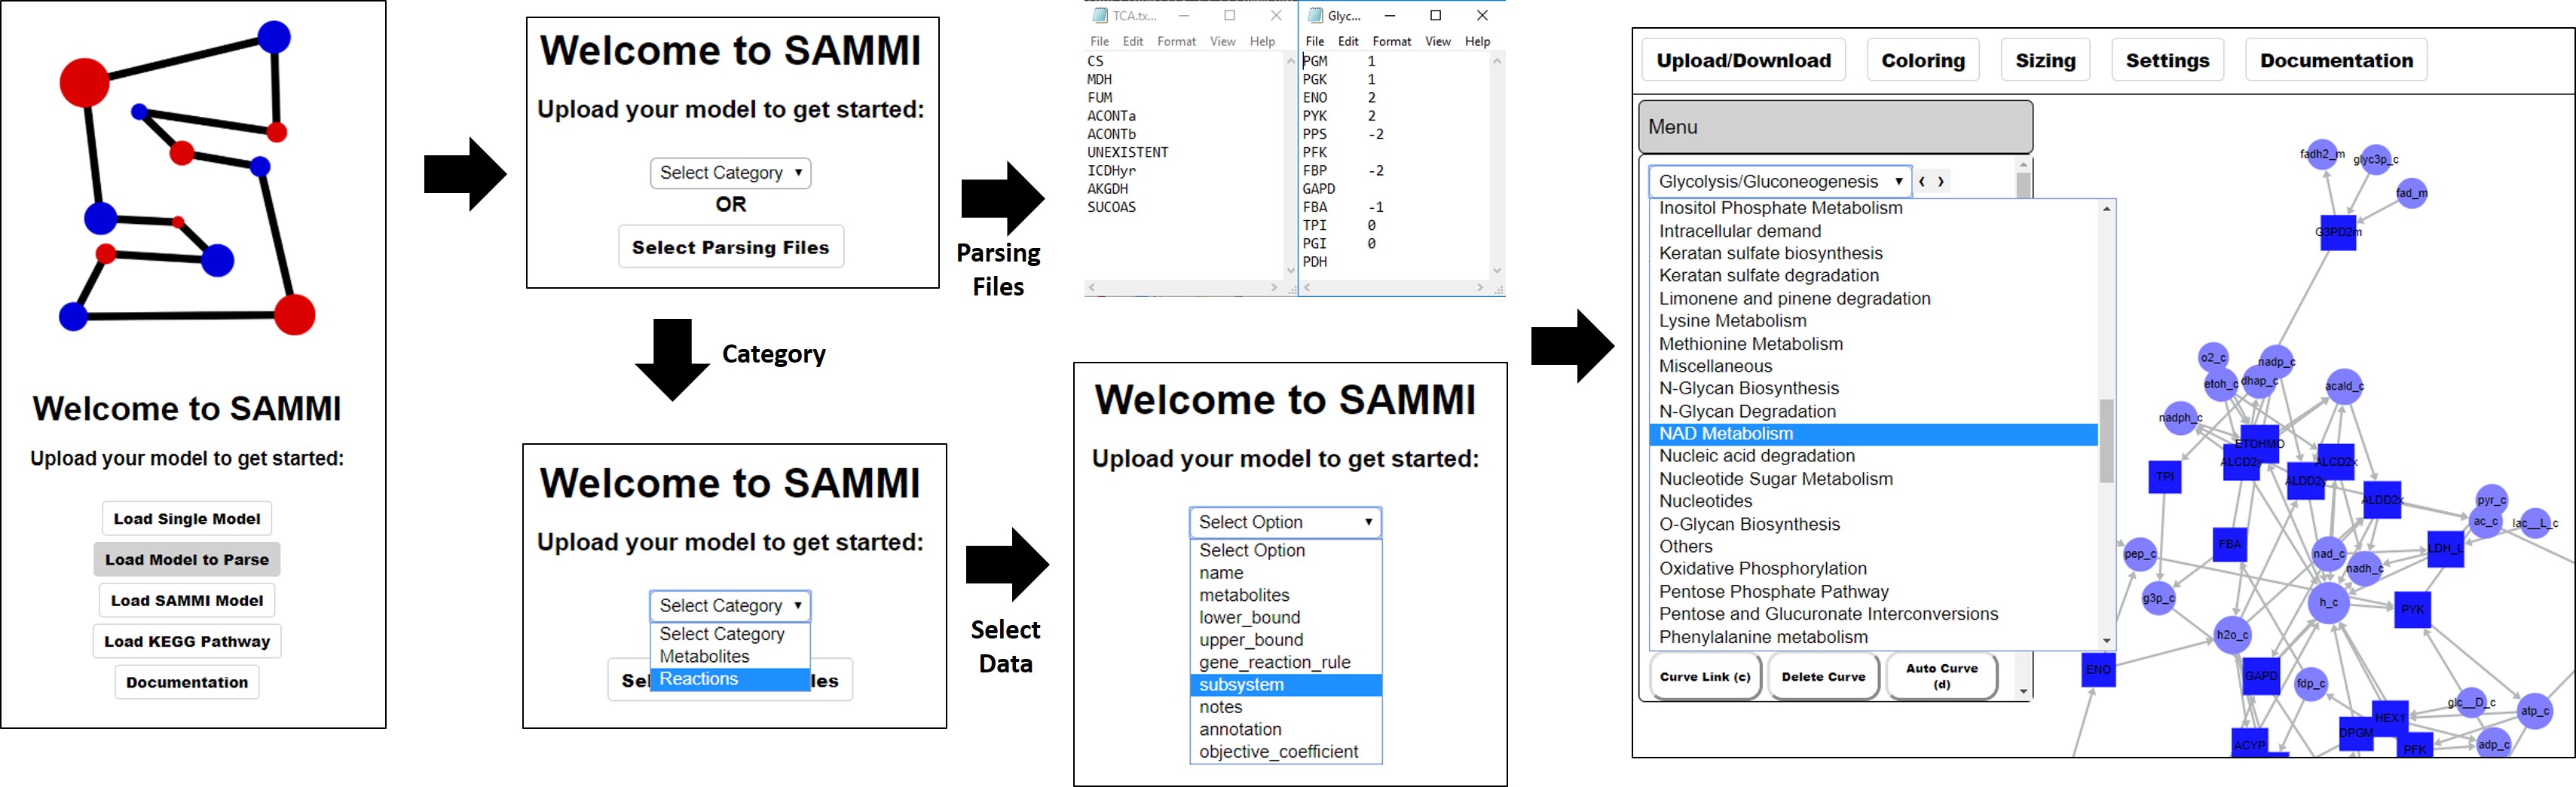 Welcome to SAMMI
Upload your model to get started:
Load Single Model
Load Model to Parse
Load SAMMI Model
Load KEGG Pathway
Documentation
Welcome to SAMMI
Upload your model to get started:
Select Category
OR
Select Parsing Files
Category
Welcome to SAMMI
Upload your model to get started:
Select Category
Select Category
Metabolites
Reactions
Sel
les
Parsing
Files
TCA.tx...
File Edit Format View Help
CS
MDH
FUM
ACONTa
ACONTb
UNEXISTENT
ICDHyr
AKGDH
SUCOAS
Glyc...
File Edit Format View Help
PGM 1
PGK 1
ENO 2
PYK 2
PPS -2
PFK
FBP -2
GAPD
FBA -1
TPI 0
PGI 0
PDH
Select
Data
Welcome to SAMMI
Upload your model to get started:
Select Option
Select Option
name
metabolites
lower_bound
upper_bound
gene_reaction_rule
subsystem
notes
annotation
objective_coefficient
Upload/Download Coloring Sizing Settings Documentation
Menu
Glycolysis/Gluconeogenesis
Inositol Phosphate Metabolism
Intracellular demand
Keratan sulfate biosynthesis
Keratan sulfate degradation
Limonene and pinene degradation
Lysine Metabolism
Methionine Metabolism
Miscellaneous
N-Glycan Biosynthesis
N-Glycan Degradation
NAD Metabolism
Nucleic acid degradation
Nucleotide Sugar Metabolism
Nucleotides
O-Glycan Biosynthesis
Others
Oxidative Phosphorylation
Pentose Phosphate Pathway
Pentose and Glucuronate Interconversions
Phenylalanine metabolism
Curve Link (c)
Delete Curve
Auto Curve
(d)
fadh2_m
glyc3p_c
fad_m
G3PD2m
o2_c
nadp_c
etoh_c
dhap_c
acald_c
nadph_c
ETOHMO
ALCD2y
ALCD2x
TPI
ALDD2y
ALDD2x
pyr_c
ac_c
lac__L_c
FBA
LDH_L
pep_c
nad_c
nadh_c
g3p_c
h_c
PYK
h2o_c
ENO
GAPD
fdp_c
glc__D_c
atp_c
HEX1
DPGM
ACYP
PFK
adp_c